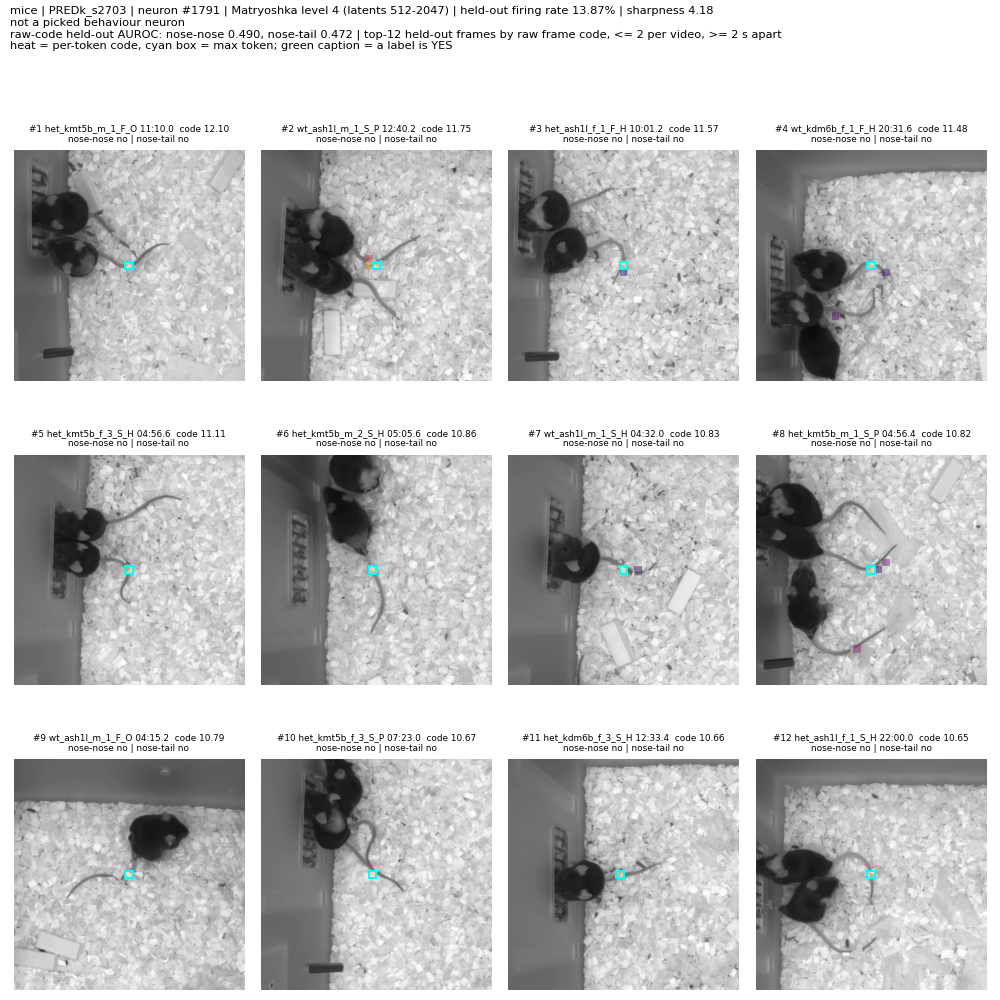 mice | PREDk_s2703 | neuron #1791 | Matryoshka level 4 (latents 512-2047) | held-out firing rate 13.87% | sharpness 4.18
not a picked behaviour neuron
raw-code held-out AUROC: nose-nose 0.490, nose-tail 0.472 | top-12 held-out frames by raw frame code, <= 2 per video, >= 2 s apart
heat = per-token code, cyan box = max token; green caption = a label is YES
#1 het_kmt5b_m_1_F_O 11:10.0 code 12.10
nose-nose no | nose-tail no
#2 wt_ash1l_m_1_S_P 12:40.2 code 11.75
nose-nose no | nose-tail no
#3 het_ash1l_f_1_F_H 10:01.2 code 11.57
nose-nose no | nose-tail no
#4 wt_kdm6b_f_1_F_H 20:31.6 code 11.48
nose-nose no | nose-tail no
#5 het_kmt5b_f_3_S_H 04:56.6 code 11.11
nose-nose no | nose-tail no
#6 het_kmt5b_m_2_S_H 05:05.6 code 10.86
nose-nose no | nose-tail no
#7 wt_ash1l_m_1_S_H 04:32.0 code 10.83
nose-nose no | nose-tail no
#8 het_kmt5b_m_1_S_P 04:56.4 code 10.82
nose-nose no | nose-tail no
#9 wt_ash1l_m_1_F_O 04:15.2 code 10.79
nose-nose no | nose-tail no
#10 het_kmt5b_f_3_S_P 07:23.0 code 10.67
nose-nose no | nose-tail no
#11 het_kdm6b_f_3_S_H 12:33.4 code 10.66
nose-nose no | nose-tail no
#12 het_ash1l_f_1_S_H 22:00.0 code 10.65
nose-nose no | nose-tail no